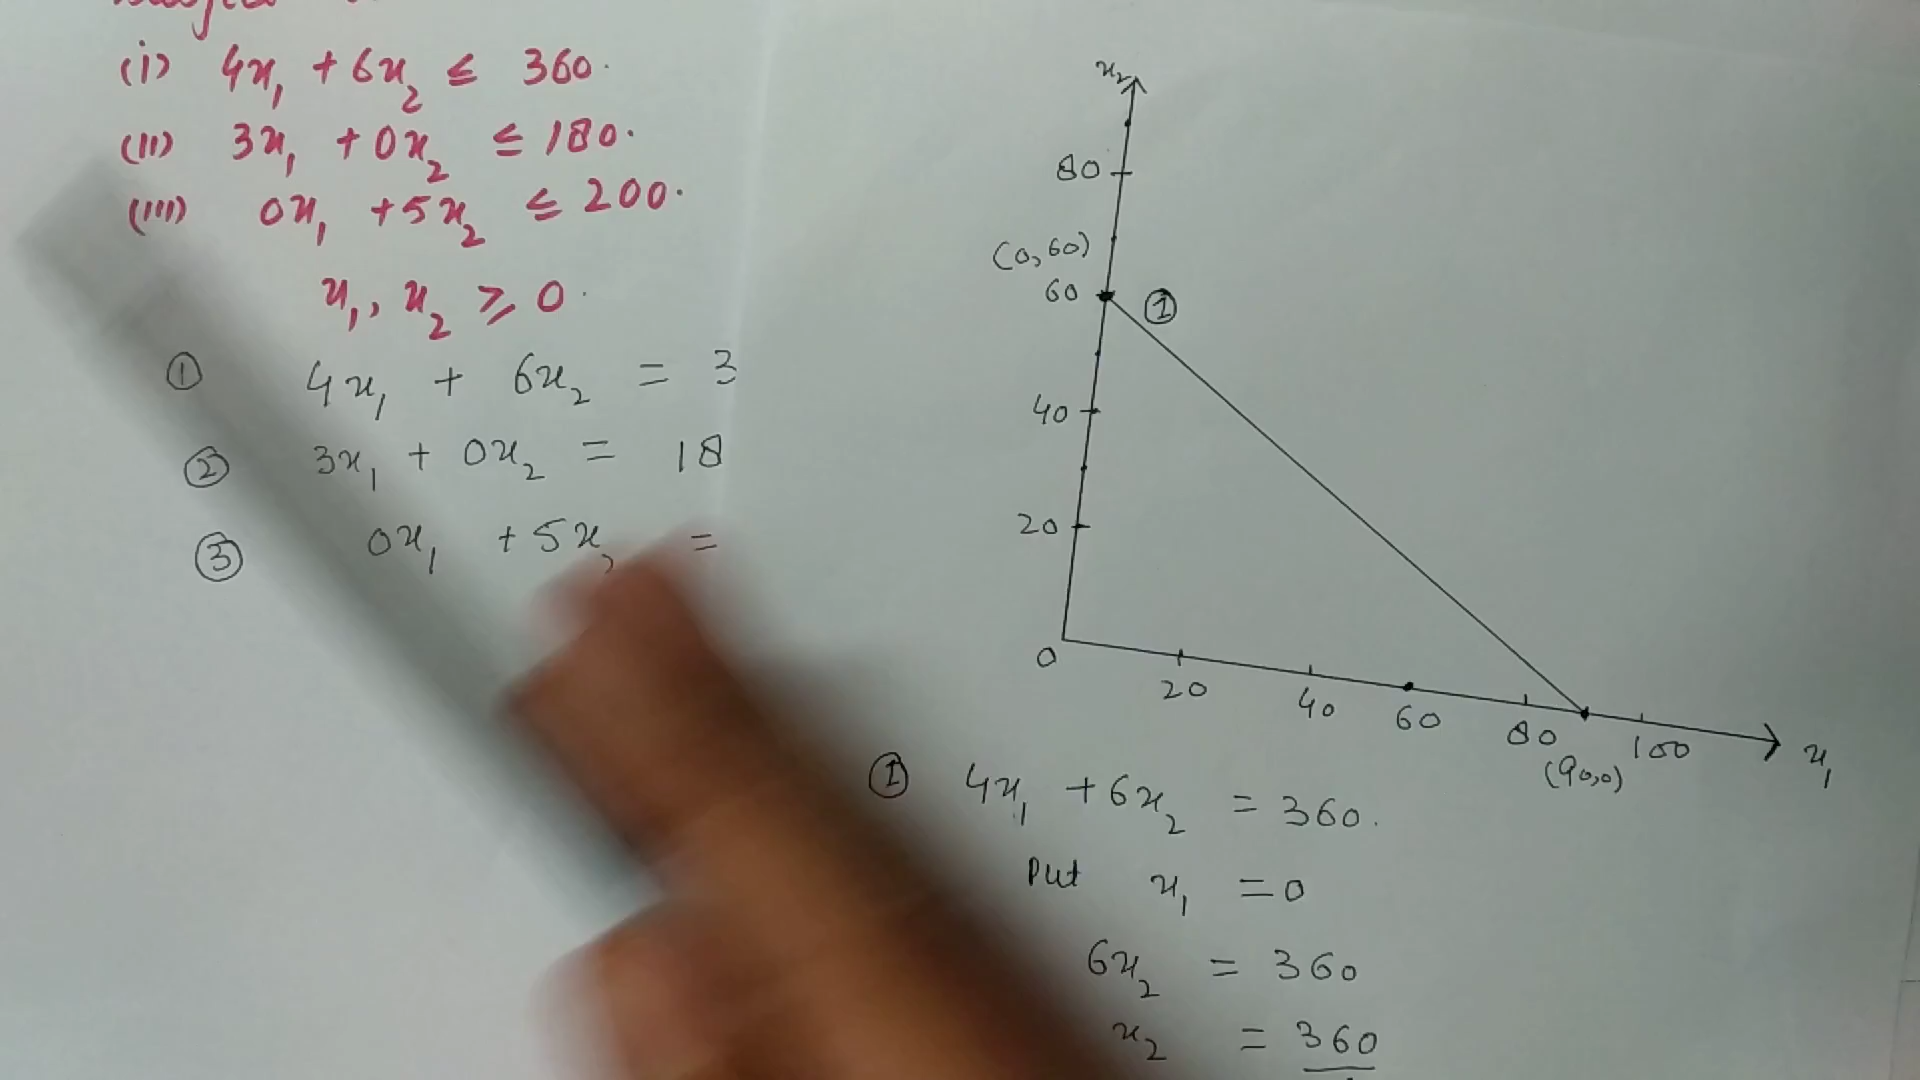 (i) 4x₁ + 6x₂ ≤ 360.
(ii) 3x₁ + 0x₂ ≤ 180.
(iii) 0x₁ + 5x₂ ≤ 200.
x₁, x₂ ≥ 0.
① 4x₁ + 6x₂ = 3
② 3x₁ + 0x₂ = 18
③ 0x₁ + 5x₂ =
x₂
80
(0,60)
60 ①
40
20
0
20 40 60 80 100 x₁
(90,0)
① 4x₁ + 6x₂ = 360.
Put x₁ = 0
6x₂ = 360
x₂ = 360